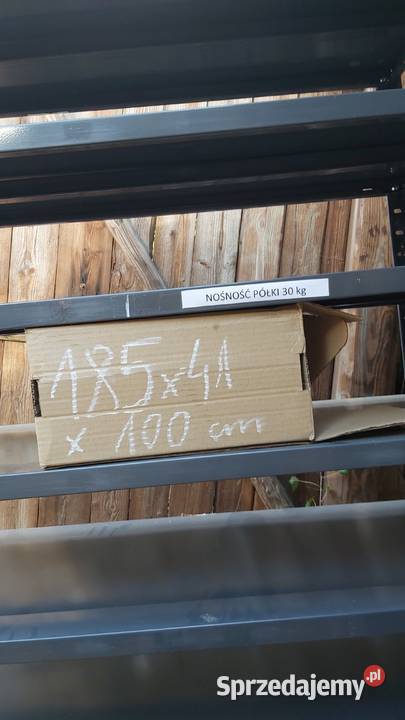 NOŚNOŚĆ PÓŁKI 30 kg
185x41
x 100 cm
Sprzedajemy.pl